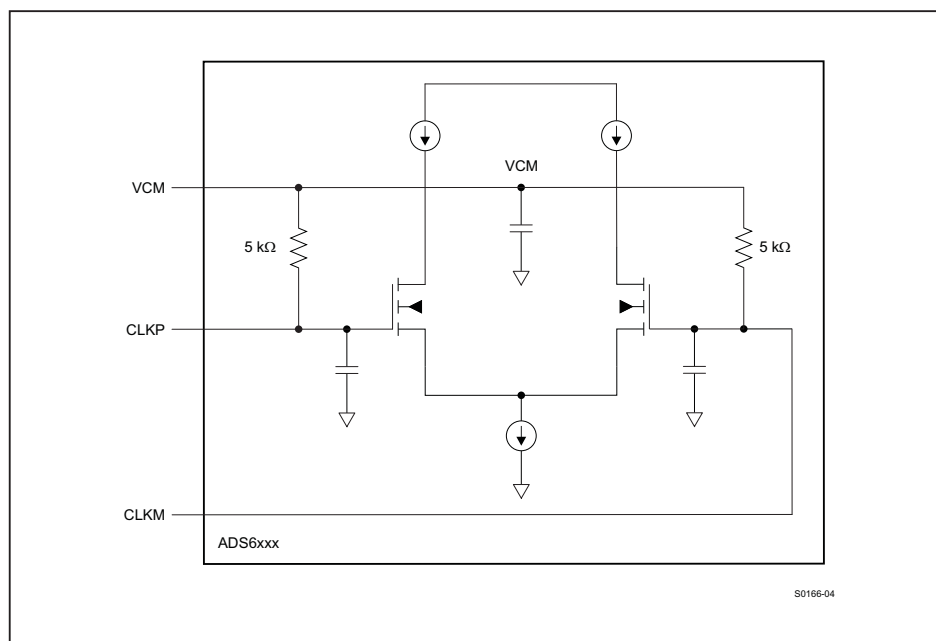 VCM
VCM
5 kΩ
5 kΩ
CLKP
CLKM
ADS6xxx
S0166-04